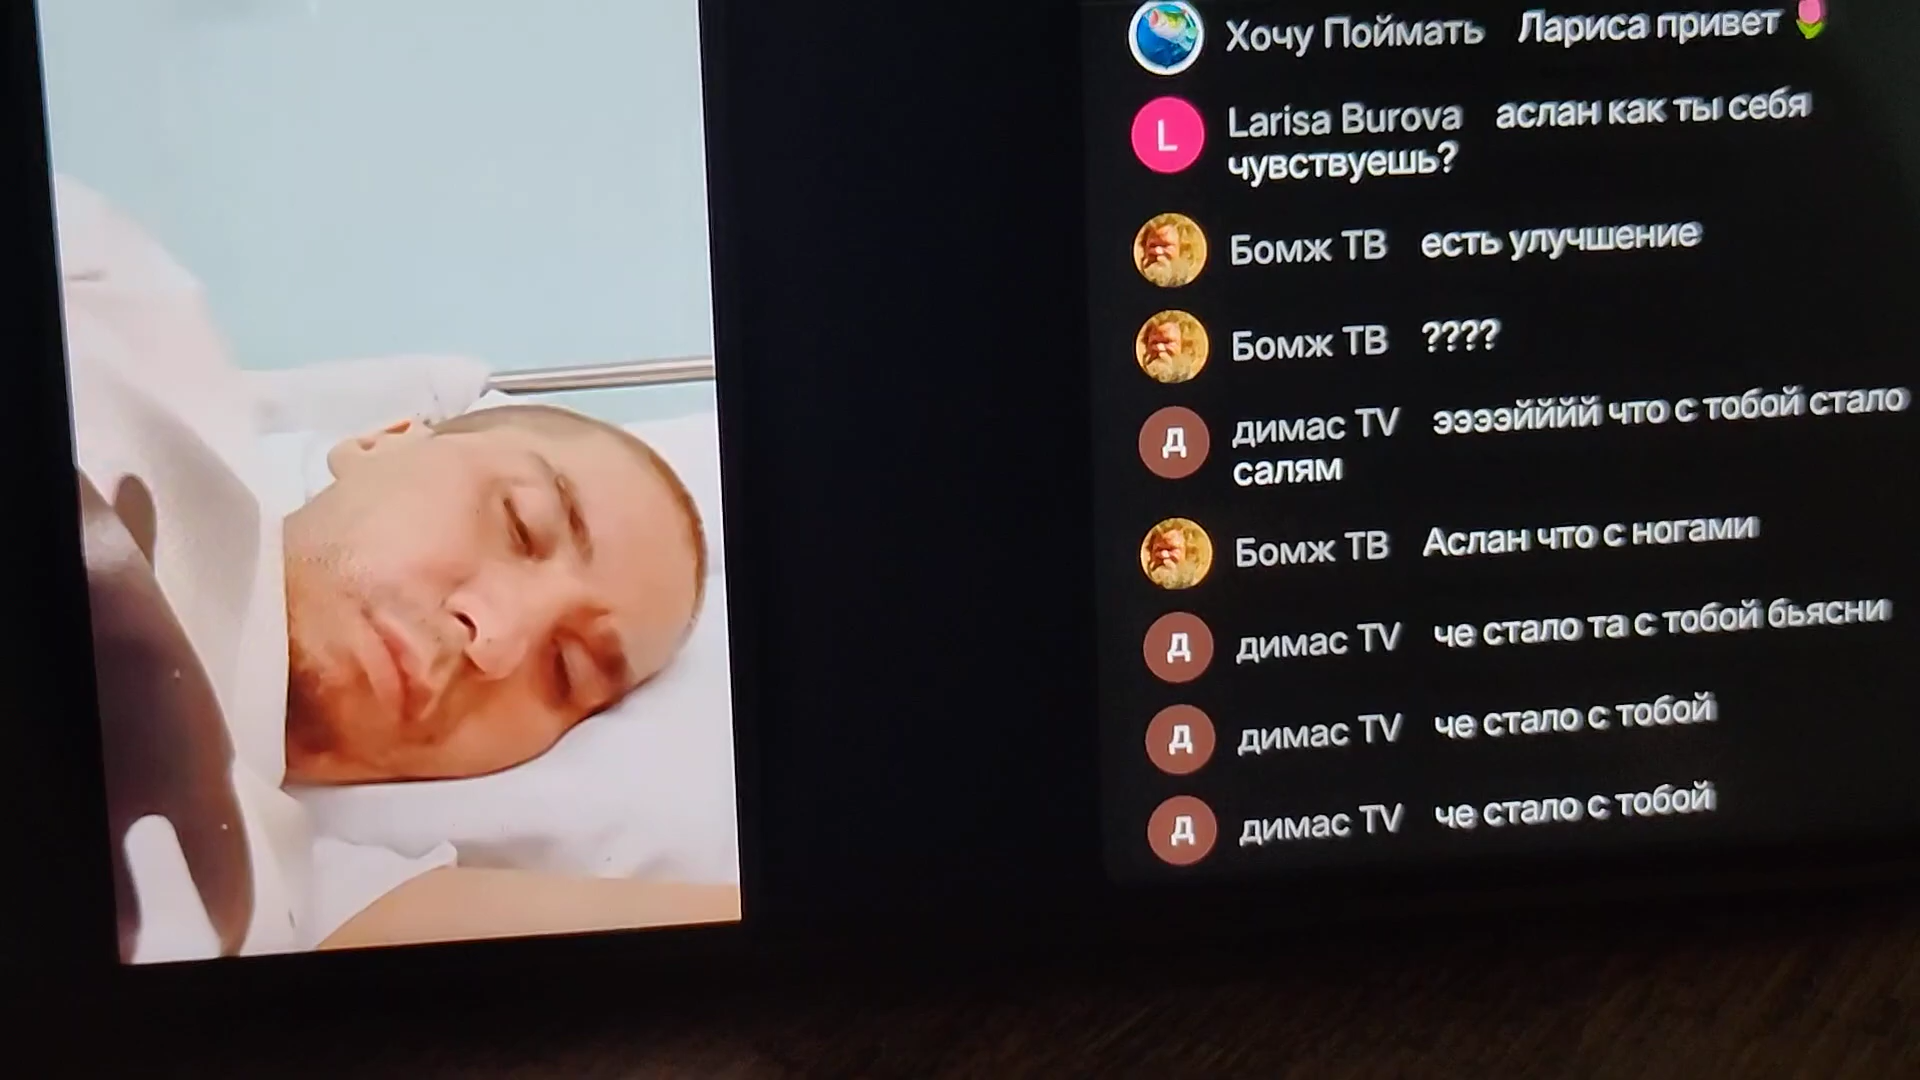 Хочу Поймать Лариса привет
L Larisa Burova аслан как ты себя
чувствуешь?
Бомж ТВ есть улучшение
Бомж ТВ ????
Д димас TV ээээйййй что с тобой стало
салям
Бомж ТВ Аслан что с ногами
Д димас TV че стало та с тобой бьясни
Д димас TV че стало с тобой
Д димас TV че стало с тобой